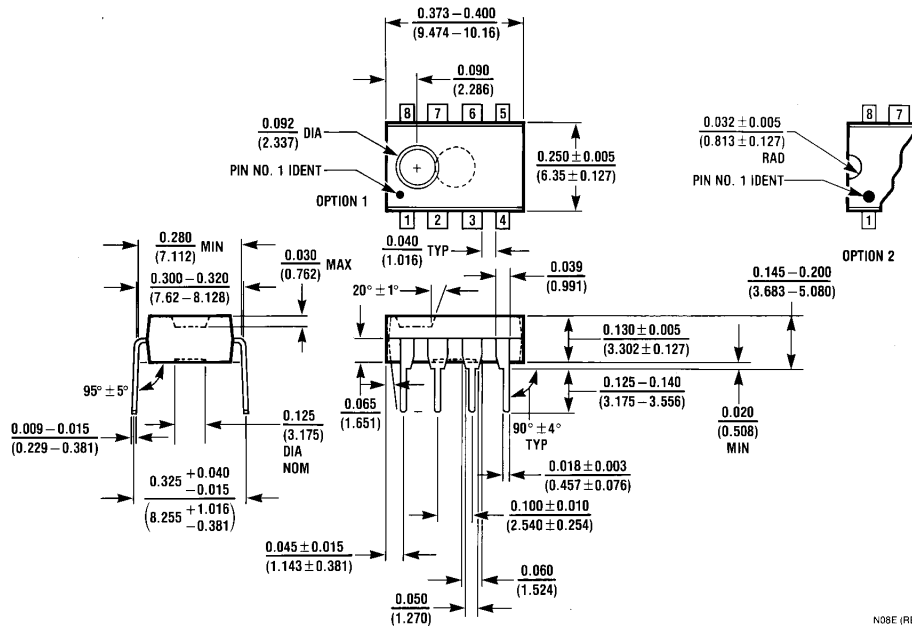 0.373–0.400
(9.474–10.16)
0.090
(2.286)
8 7 6 5
0.092 DIA
(2.337)
PIN NO. 1 IDENT
OPTION 1
1 2 3 4
0.250 ± 0.005
(6.35 ± 0.127)
8 7
0.032 ± 0.005
(0.813 ± 0.127)
RAD
PIN NO. 1 IDENT
1
OPTION 2
0.280 MIN
(7.112)
0.300–0.320
(7.62–8.128)
0.030 MAX
(0.762)
0.040 TYP
(1.016)
0.039
(0.991)
20° ± 1°
0.145–0.200
(3.683–5.080)
0.130 ± 0.005
(3.302 ± 0.127)
0.125–0.140
(3.175–3.556)
0.020
(0.508)
MIN
95° ± 5°
0.009–0.015
(0.229–0.381)
0.125
(3.175)
DIA
NOM
0.065
(1.651)
90° ± 4°
TYP
0.018 ± 0.003
(0.457 ± 0.076)
0.325 +0.040
–0.015
(8.255 +1.016
–0.381)
0.100 ± 0.010
(2.540 ± 0.254)
0.045 ± 0.015
(1.143 ± 0.381)
0.060
(1.524)
0.050
(1.270)
N08E